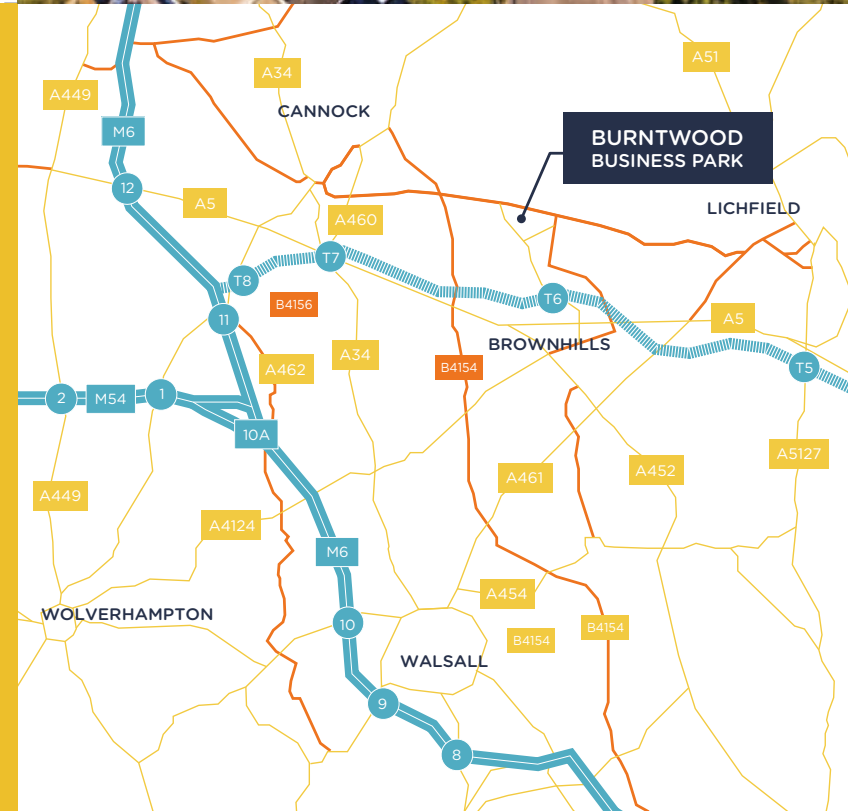 A51
A34
A449
CANNOCK
M6
BURNTWOOD
BUSINESS PARK
12
A5
LICHFIELD
A460
T7
T8
B4156
T6
11
A5
BROWNHILLS
A34
B4154
A462
T5
2
M54
1
10A
A5127
A452
A461
A449
A4124
M6
A454
WOLVERHAMPTON
10
B4154
B4154
WALSALL
9
8